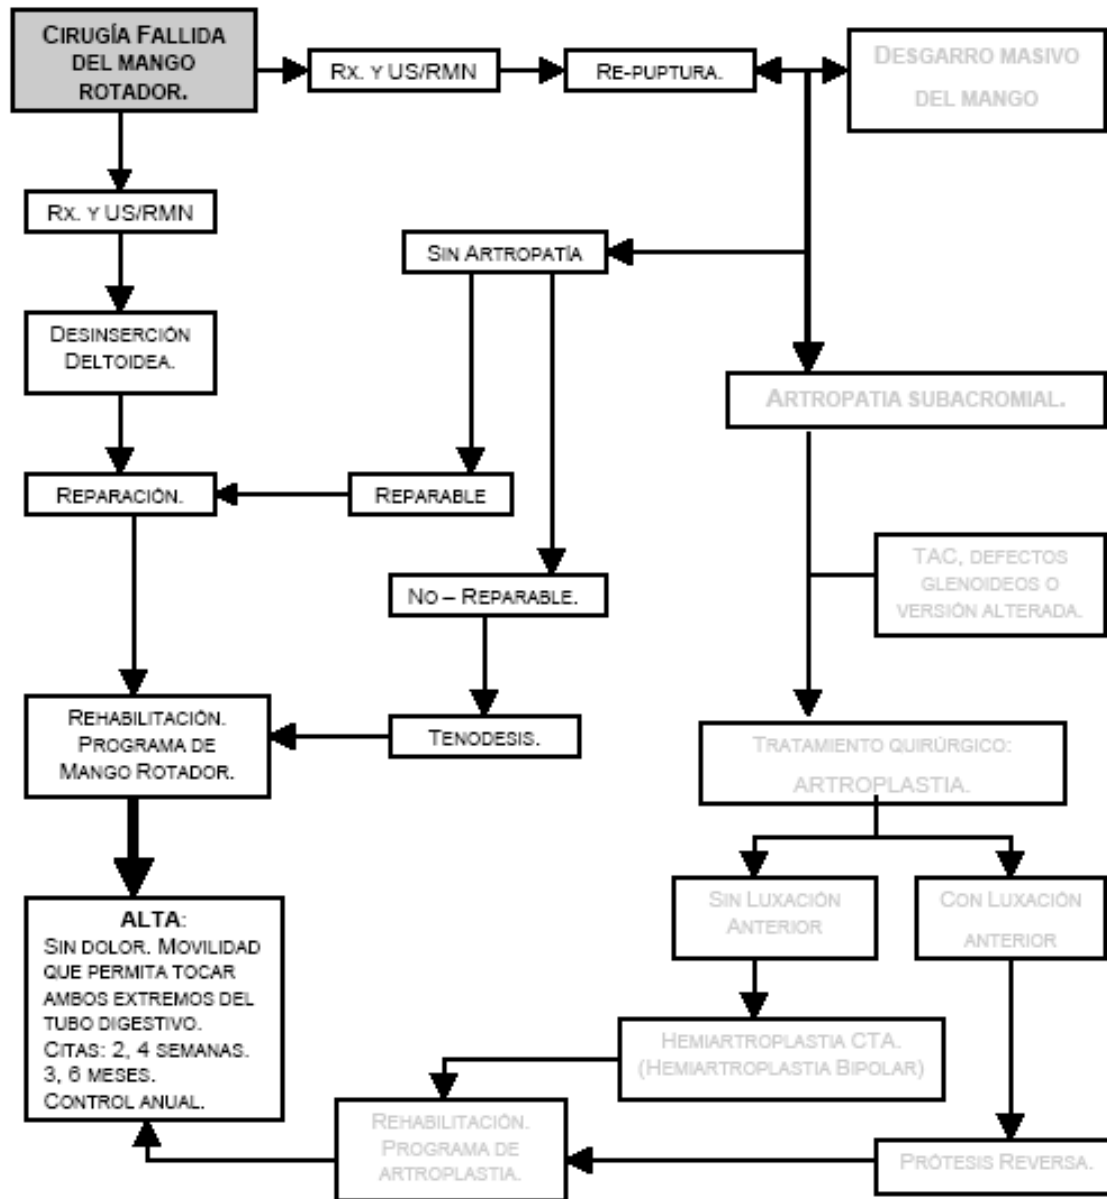 CIRUGÍA FALLIDA
DEL MANGO
ROTADOR.
RX. Y US/RMN
RE-PUPTURA.
DESGARRO MASIVO
DEL MANGO
RX. Y US/RMN
SIN ARTROPATÍA
DESINSERCIÓN
DELTOIDEA.
ARTROPATIA SUBACROMIAL.
REPARACIÓN.
REPARABLE
TAC, DEFECTOS
GLENOIDEOS O
VERSIÓN ALTERADA.
NO – REPARABLE.
REHABILITACIÓN.
PROGRAMA DE
MANGO ROTADOR.
TENODESIS.
TRATAMIENTO QUIRÚRGICO:
ARTROPLASTIA.
SIN LUXACIÓN
ANTERIOR
CON LUXACIÓN
ANTERIOR
ALTA:
SIN DOLOR. MOVILIDAD
QUE PERMITA TOCAR
AMBOS EXTREMOS DEL
TUBO DIGESTIVO.
CITAS: 2, 4 SEMANAS.
3, 6 MESES.
CONTROL ANUAL.
HEMIARTROPLASTIA CTA.
(HEMIARTROPLASTIA BIPOLAR)
REHABILITACIÓN.
PROGRAMA DE
ARTROPLASTIA.
PRÓTESIS REVERSA.